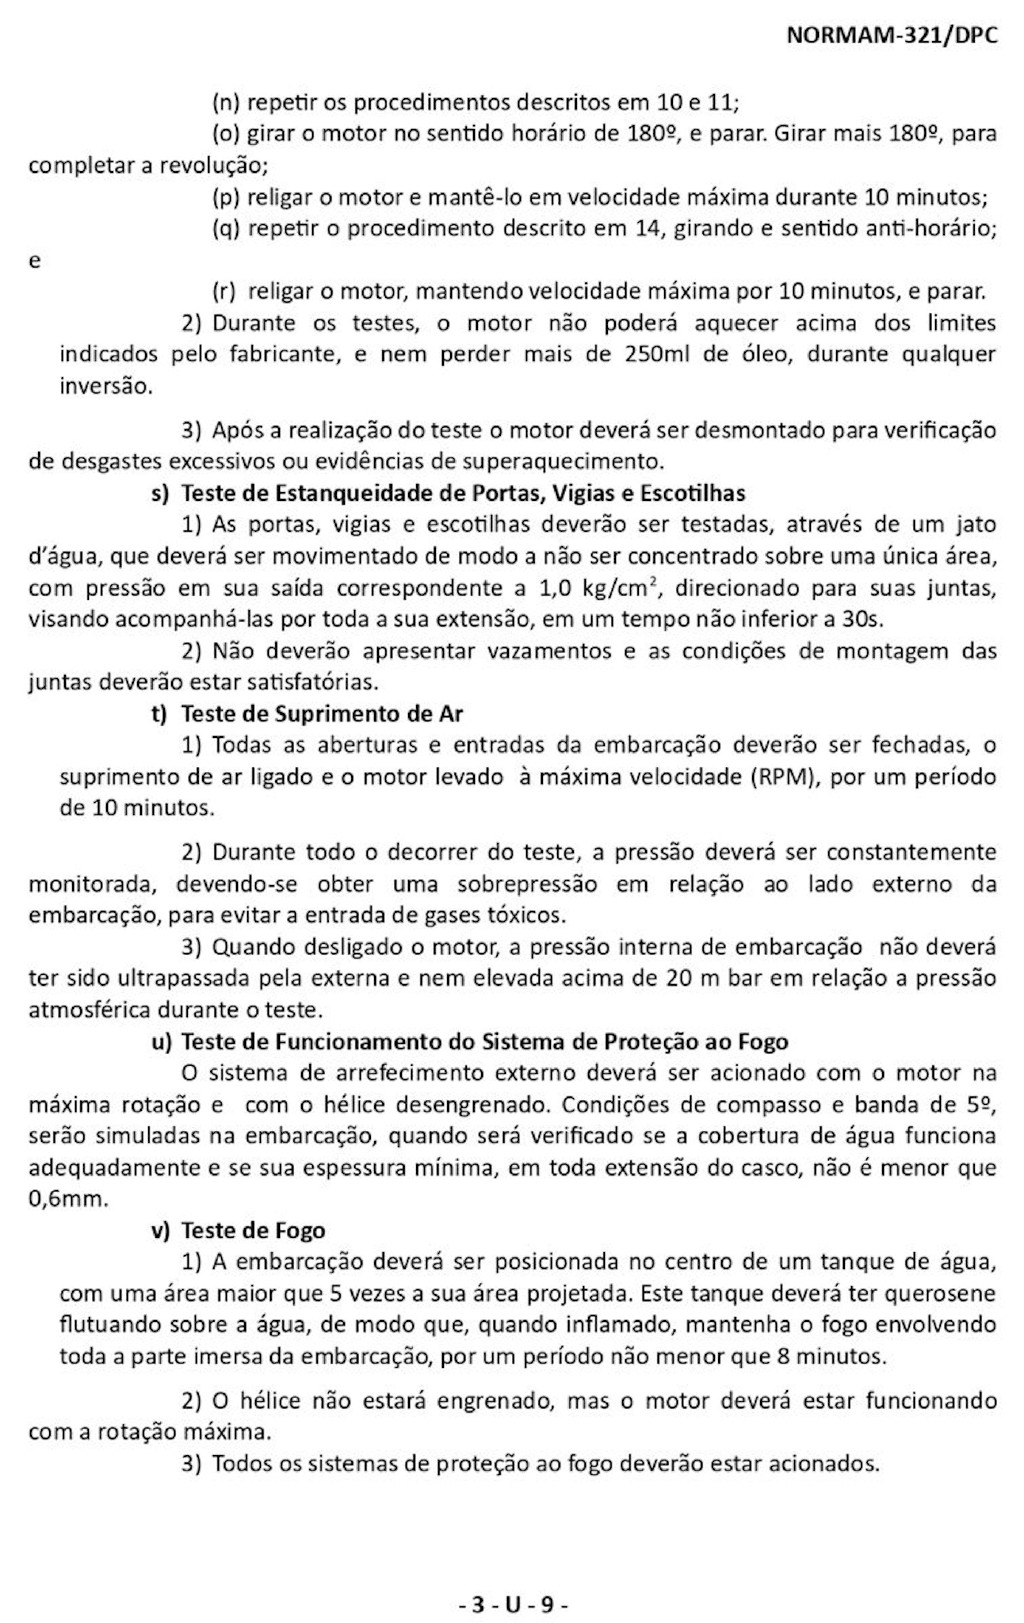 NORMAM-321/DPC
(n) repetir os procedimentos descritos em 10 e 11;
(o) girar o motor no sentido horário de 180º, e parar. Girar mais 180º, para
completar a revolução;
(p) religar o motor e mantê-lo em velocidade máxima durante 10 minutos;
(q) repetir o procedimento descrito em 14, girando e sentido anti-horário;
e
(r) religar o motor, mantendo velocidade máxima por 10 minutos, e parar.
2) Durante os testes, o motor não poderá aquecer acima dos limites
indicados pelo fabricante, e nem perder mais de 250ml de óleo, durante qualquer
inversão.
3) Após a realização do teste o motor deverá ser desmontado para verificação
de desgastes excessivos ou evidências de superaquecimento.
s) Teste de Estanqueidade de Portas, Vigias e Escotilhas
1) As portas, vigias e escotilhas deverão ser testadas, através de um jato
d’água, que deverá ser movimentado de modo a não ser concentrado sobre uma única área,
com pressão em sua saída correspondente a 1,0 kg/cm², direcionado para suas juntas,
visando acompanhá-las por toda a sua extensão, em um tempo não inferior a 30s.
2) Não deverão apresentar vazamentos e as condições de montagem das
juntas deverão estar satisfatórias.
t) Teste de Suprimento de Ar
1) Todas as aberturas e entradas da embarcação deverão ser fechadas, o
suprimento de ar ligado e o motor levado à máxima velocidade (RPM), por um período
de 10 minutos.
2) Durante todo o decorrer do teste, a pressão deverá ser constantemente
monitorada, devendo-se obter uma sobrepressão em relação ao lado externo da
embarcação, para evitar a entrada de gases tóxicos.
3) Quando desligado o motor, a pressão interna de embarcação não deverá
ter sido ultrapassada pela externa e nem elevada acima de 20 m bar em relação a pressão
atmosférica durante o teste.
u) Teste de Funcionamento do Sistema de Proteção ao Fogo
O sistema de arrefecimento externo deverá ser acionado com o motor na
máxima rotação e com o hélice desengrenado. Condições de compasso e banda de 5º,
serão simuladas na embarcação, quando será verificado se a cobertura de água funciona
adequadamente e se sua espessura mínima, em toda extensão do casco, não é menor que
0,6mm.
v) Teste de Fogo
1) A embarcação deverá ser posicionada no centro de um tanque de água,
com uma área maior que 5 vezes a sua área projetada. Este tanque deverá ter querosene
flutuando sobre a água, de modo que, quando inflamado, mantenha o fogo envolvendo
toda a parte imersa da embarcação, por um período não menor que 8 minutos.
2) O hélice não estará engrenado, mas o motor deverá estar funcionando
com a rotação máxima.
3) Todos os sistemas de proteção ao fogo deverão estar acionados.
- 3 - U - 9 -